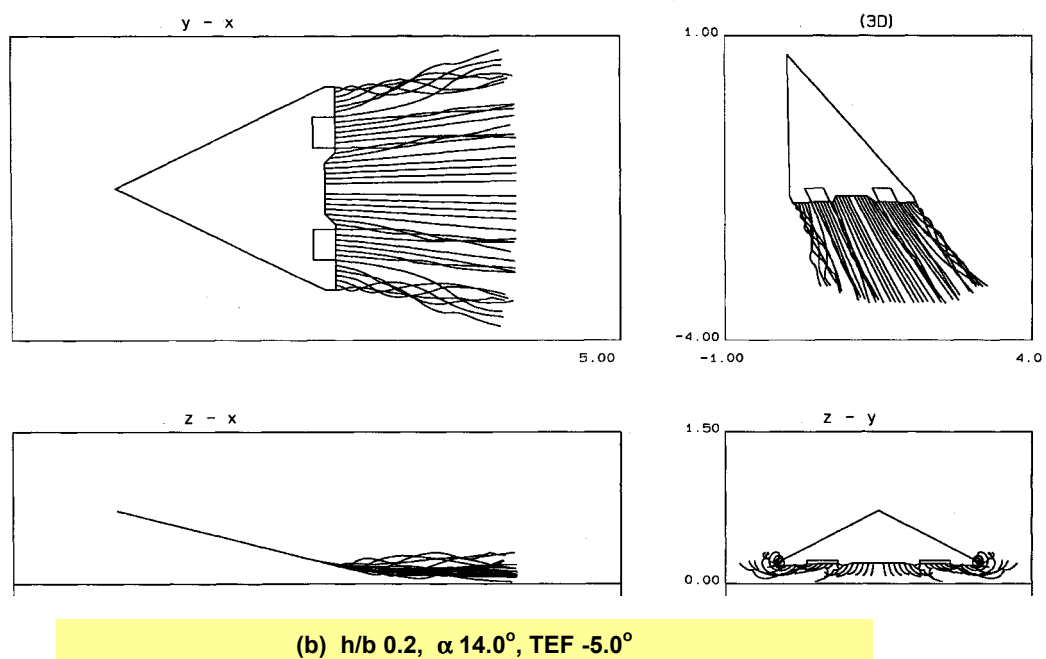 y - x
(3D)
1.00
-4.00
5.00
-1.00
4.0
z - x
z - y
1.50
0.00
(b) h/b 0.2, α 14.0°, TEF -5.0°